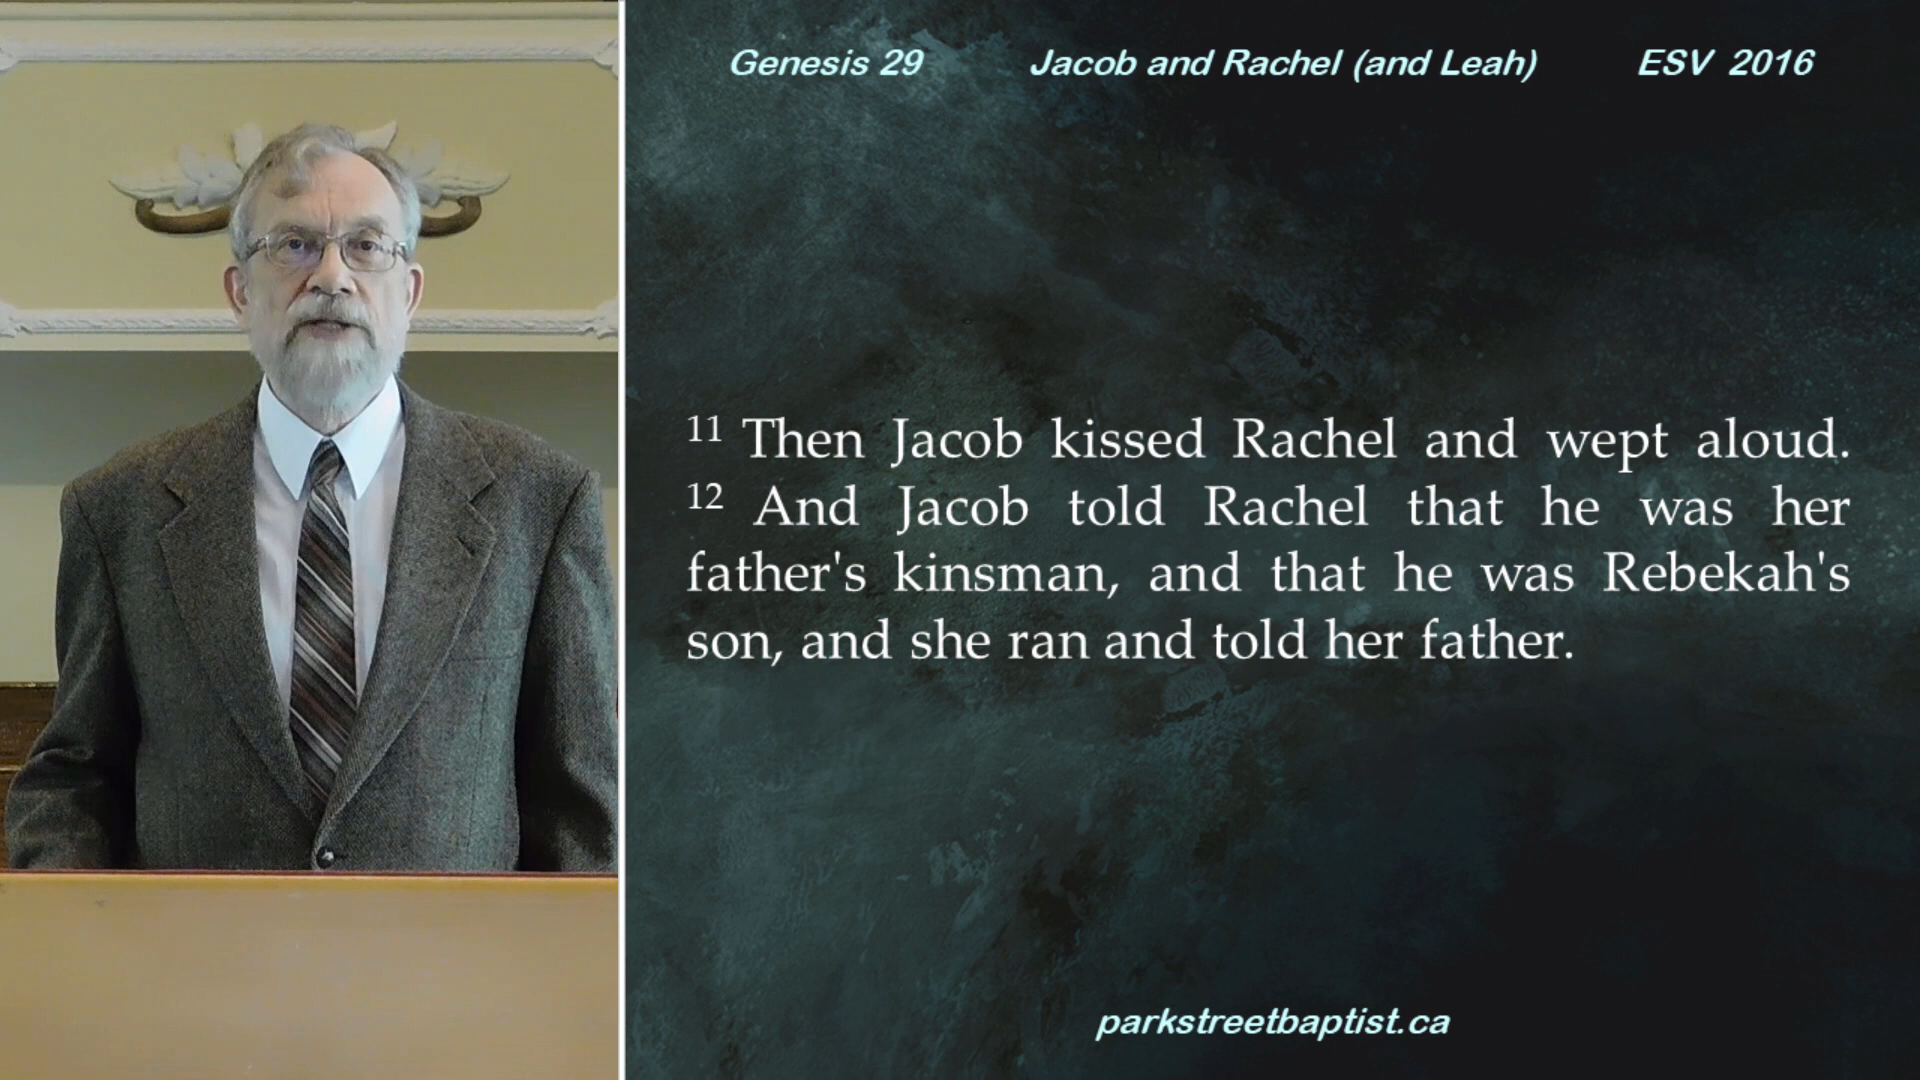 Genesis 29 Jacob and Rachel (and Leah) ESV 2016
11 Then Jacob kissed Rachel and wept aloud.
12 And Jacob told Rachel that he was her
father's kinsman, and that he was Rebekah's
son, and she ran and told her father.
parkstreetbaptist.ca